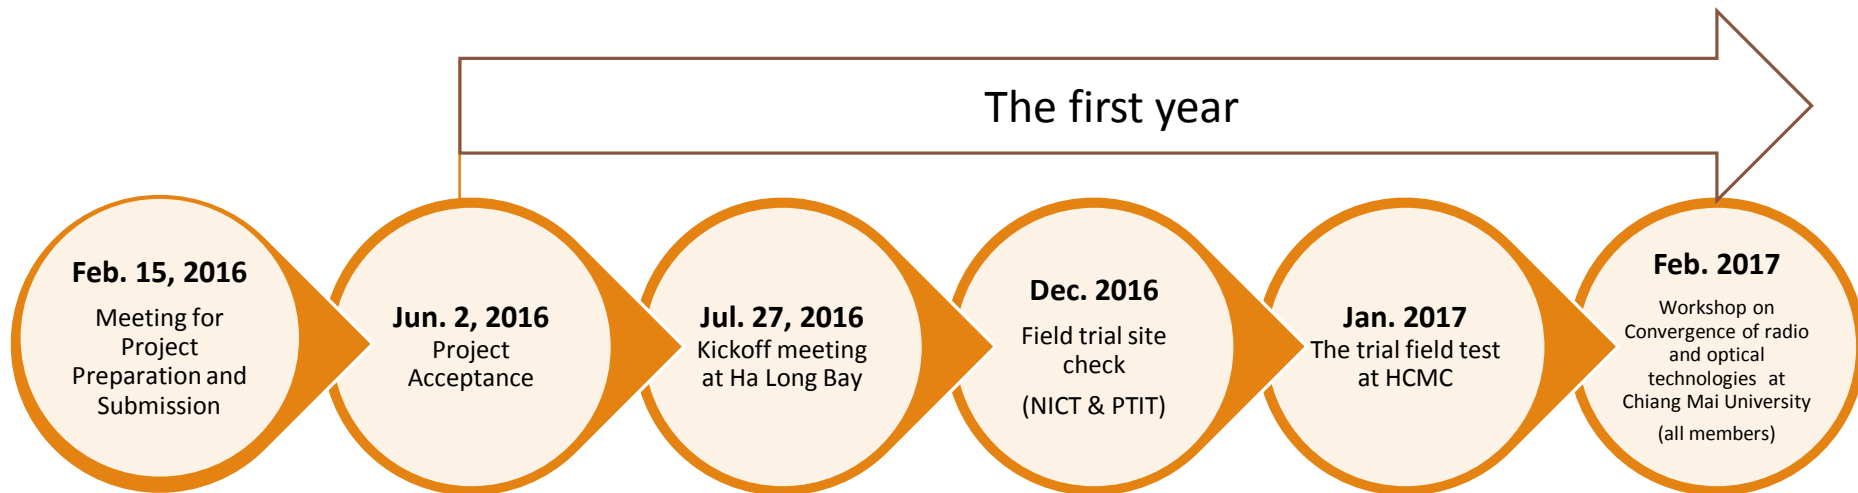 The first year
Feb. 15, 2016
Meeting for
Project
Preparation and
Submission
Jun. 2, 2016
Project
Acceptance
Jul. 27, 2016
Kickoff meeting
at Ha Long Bay
Dec. 2016
Field trial site
check
(NICT & PTIT)
Jan. 2017
The trial field test
at HCMC
Feb. 2017
Workshop on
Convergence of radio
and optical
technologies at
Chiang Mai University
(all members)